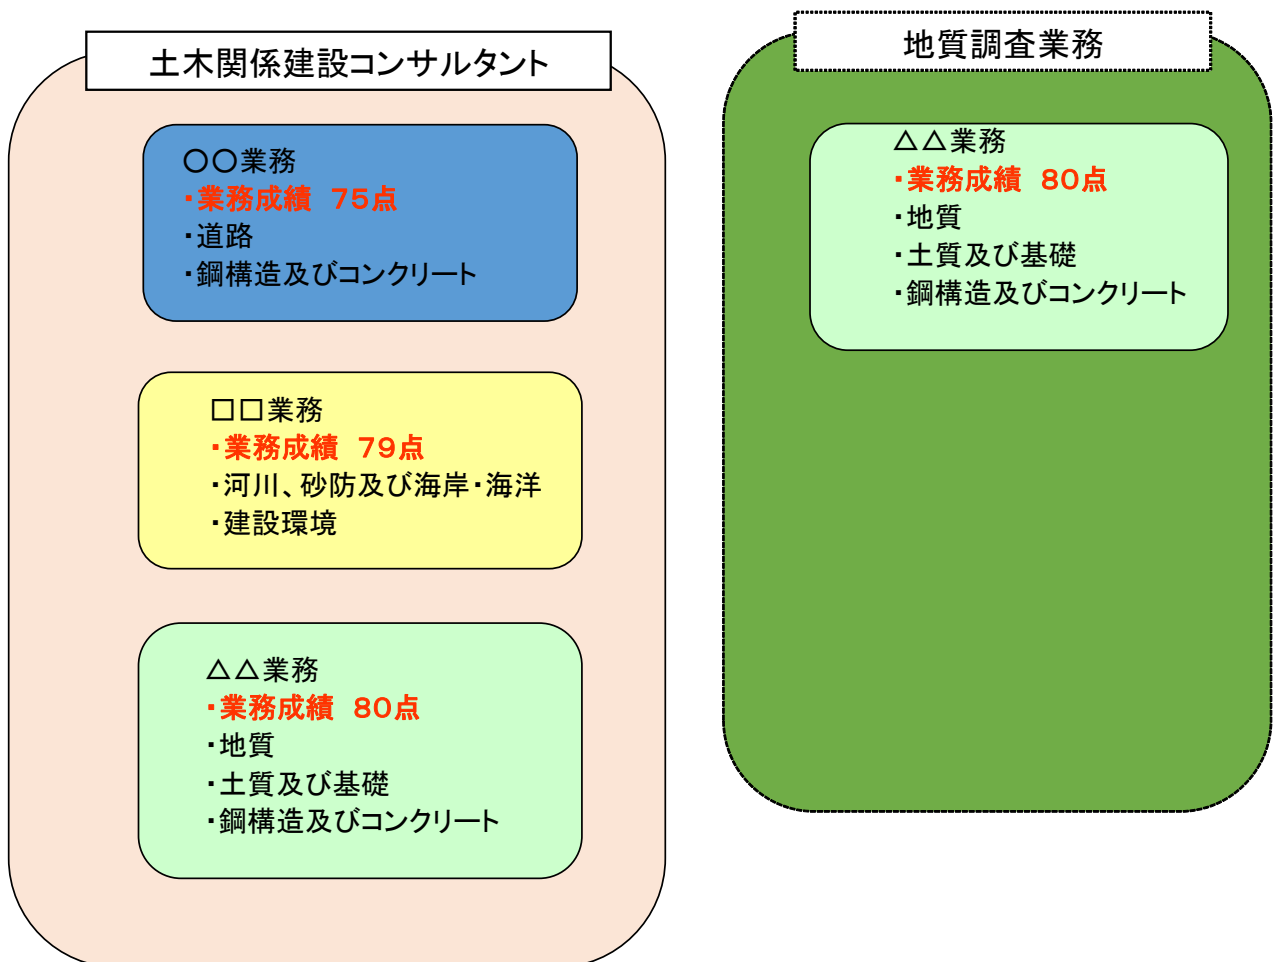 土木関係建設コンサルタント
○○業務
・業務成績　75点
・道路
・鋼構造及びコンクリート
□□業務
・業務成績　79点
・河川、砂防及び海岸・海洋
・建設環境
△△業務
・業務成績　80点
・地質
・土質及び基礎
・鋼構造及びコンクリート
地質調査業務
△△業務
・業務成績　80点
・地質
・土質及び基礎
・鋼構造及びコンクリート